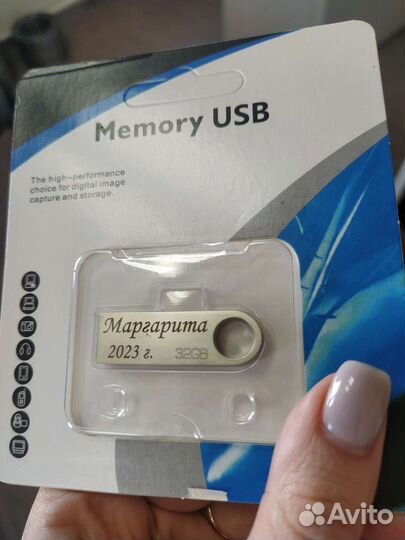 Memory USB
The high-performance
choice for digital image
capture and storage.
Маргарита
2023 г. 32GB
Avito